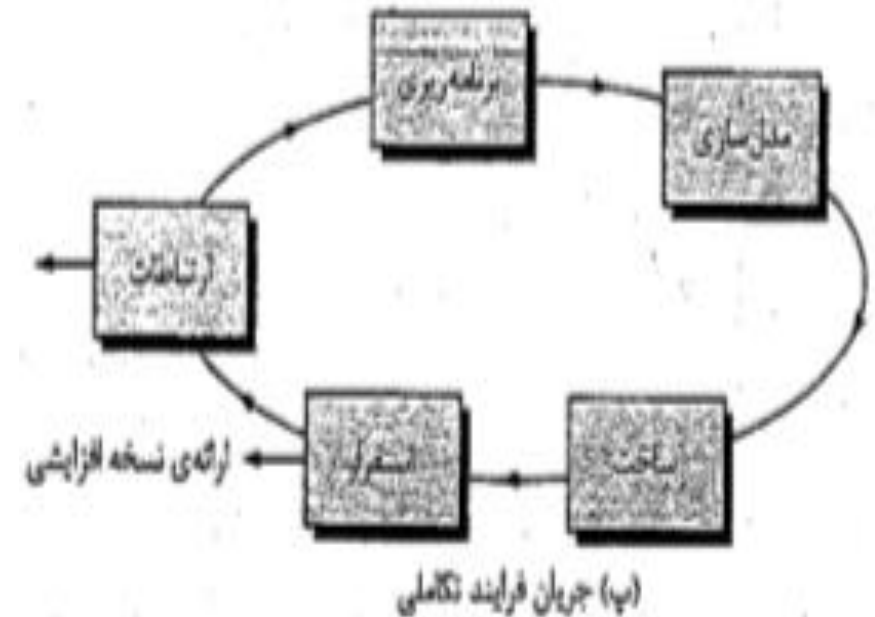 برنامه ریزی
مدل سازی
ارتباطات
ساخت
استقرار
ارائه‌ی نسخه افزایشی
(پ) جریان فرایند تکاملی